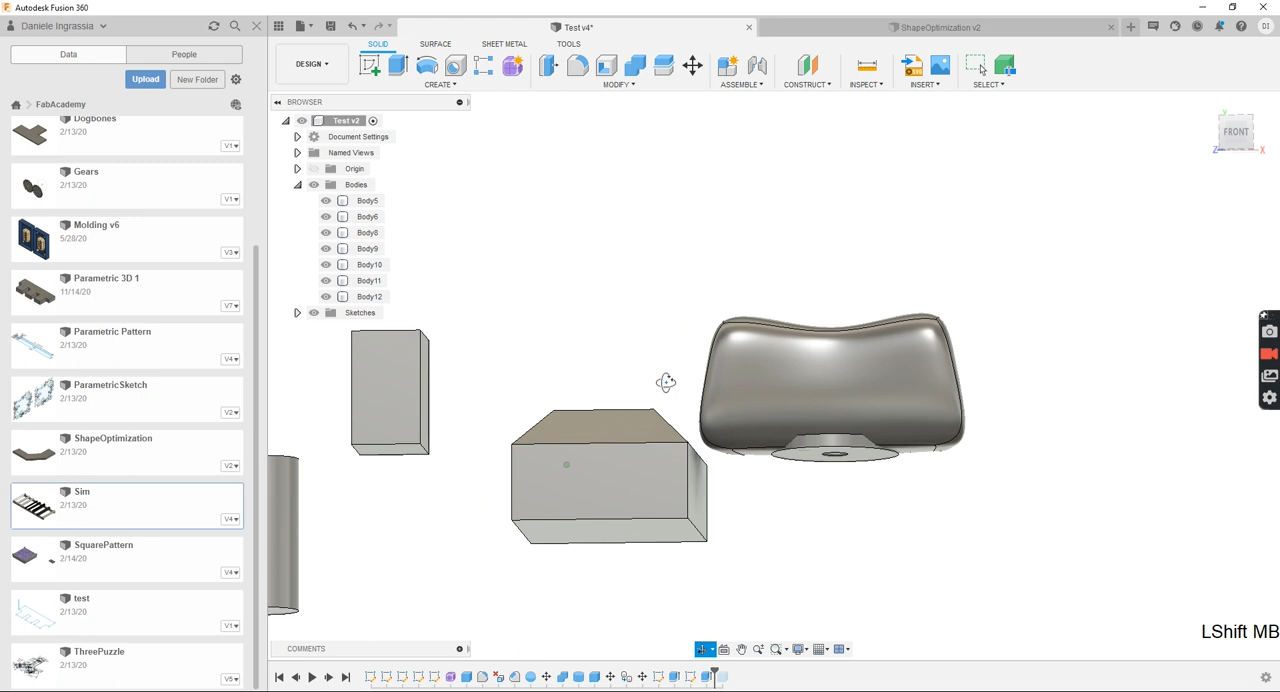 Autodesk Fusion 360
Daniele Ingrassia
Test v4*
ShapeOptimization v2
DI
Data
People
Upload
New Folder
FabAcademy
Dogbones
2/13/20
V1
Gears
2/13/20
V1
Molding v6
5/28/20
V3
Parametric 3D 1
11/14/20
V7
Parametric Pattern
2/13/20
V4
ParametricSketch
2/13/20
V2
ShapeOptimization
2/13/20
V2
Sim
2/13/20
V4
SquarePattern
2/14/20
V4
test
2/13/20
V1
ThreePuzzle
2/13/20
V5
DESIGN
SOLID
SURFACE
SHEET METAL
TOOLS
CREATE
MODIFY
ASSEMBLE
CONSTRUCT
INSPECT
INSERT
SELECT
BROWSER
Test v2
Document Settings
Named Views
Origin
Bodies
Body5
Body6
Body8
Body9
Body10
Body11
Body12
Sketches
FRONT
Y
Z
X
COMMENTS
LShift MB